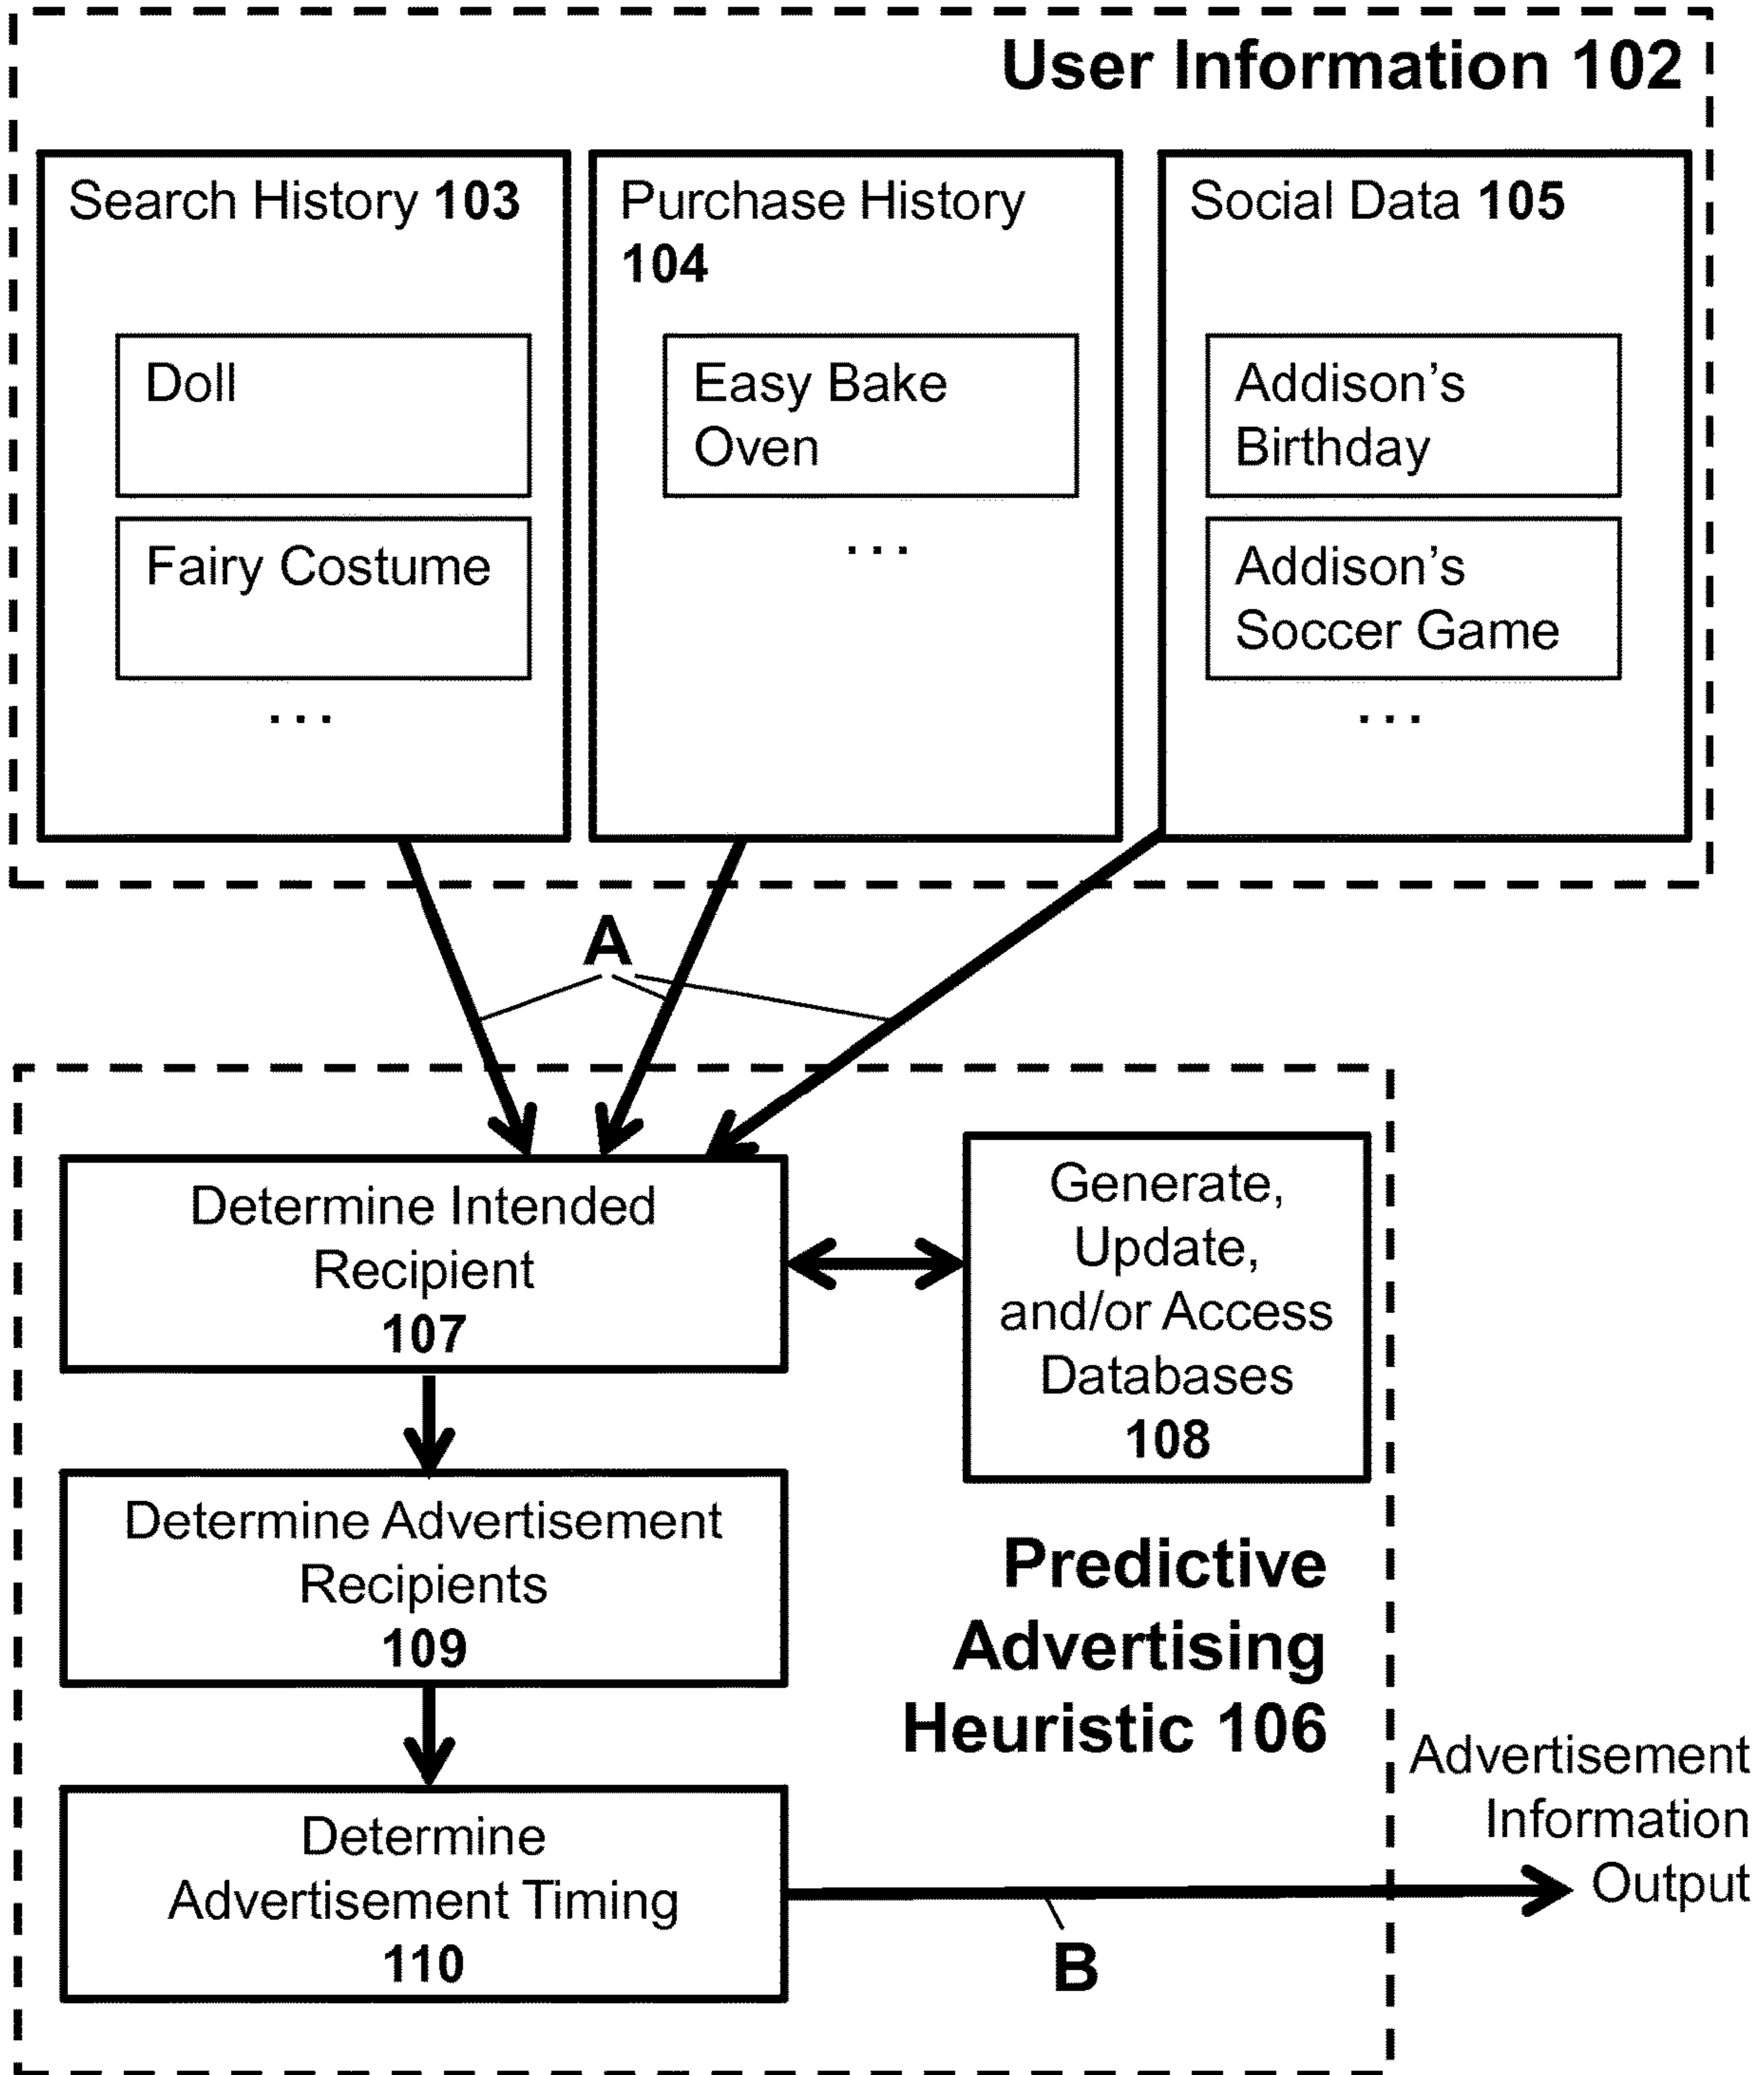 User Information 102
Search History 103
Doll
Fairy Costume
...
Purchase History
104
Easy Bake
Oven
...
Social Data 105
Addison's
Birthday
Addison's
Soccer Game
...
A
Determine Intended
Recipient
107
Generate,
Update,
and/or Access
Databases
108
Determine Advertisement
Recipients
109
Predictive
Advertising
Heuristic 106
Determine
Advertisement Timing
110
B
Advertisement
Information
Output